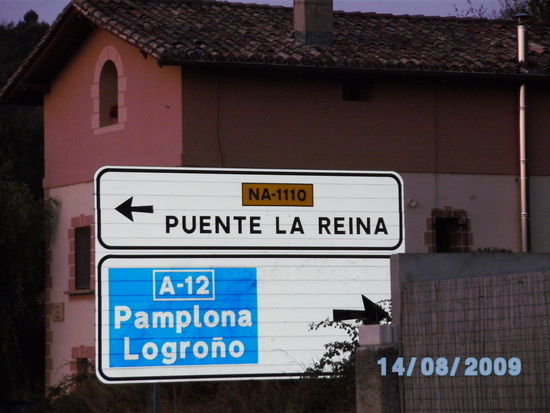 NA-1110
PUENTE LA REINA
A-12
Pamplona
Logroño
14/08/2009